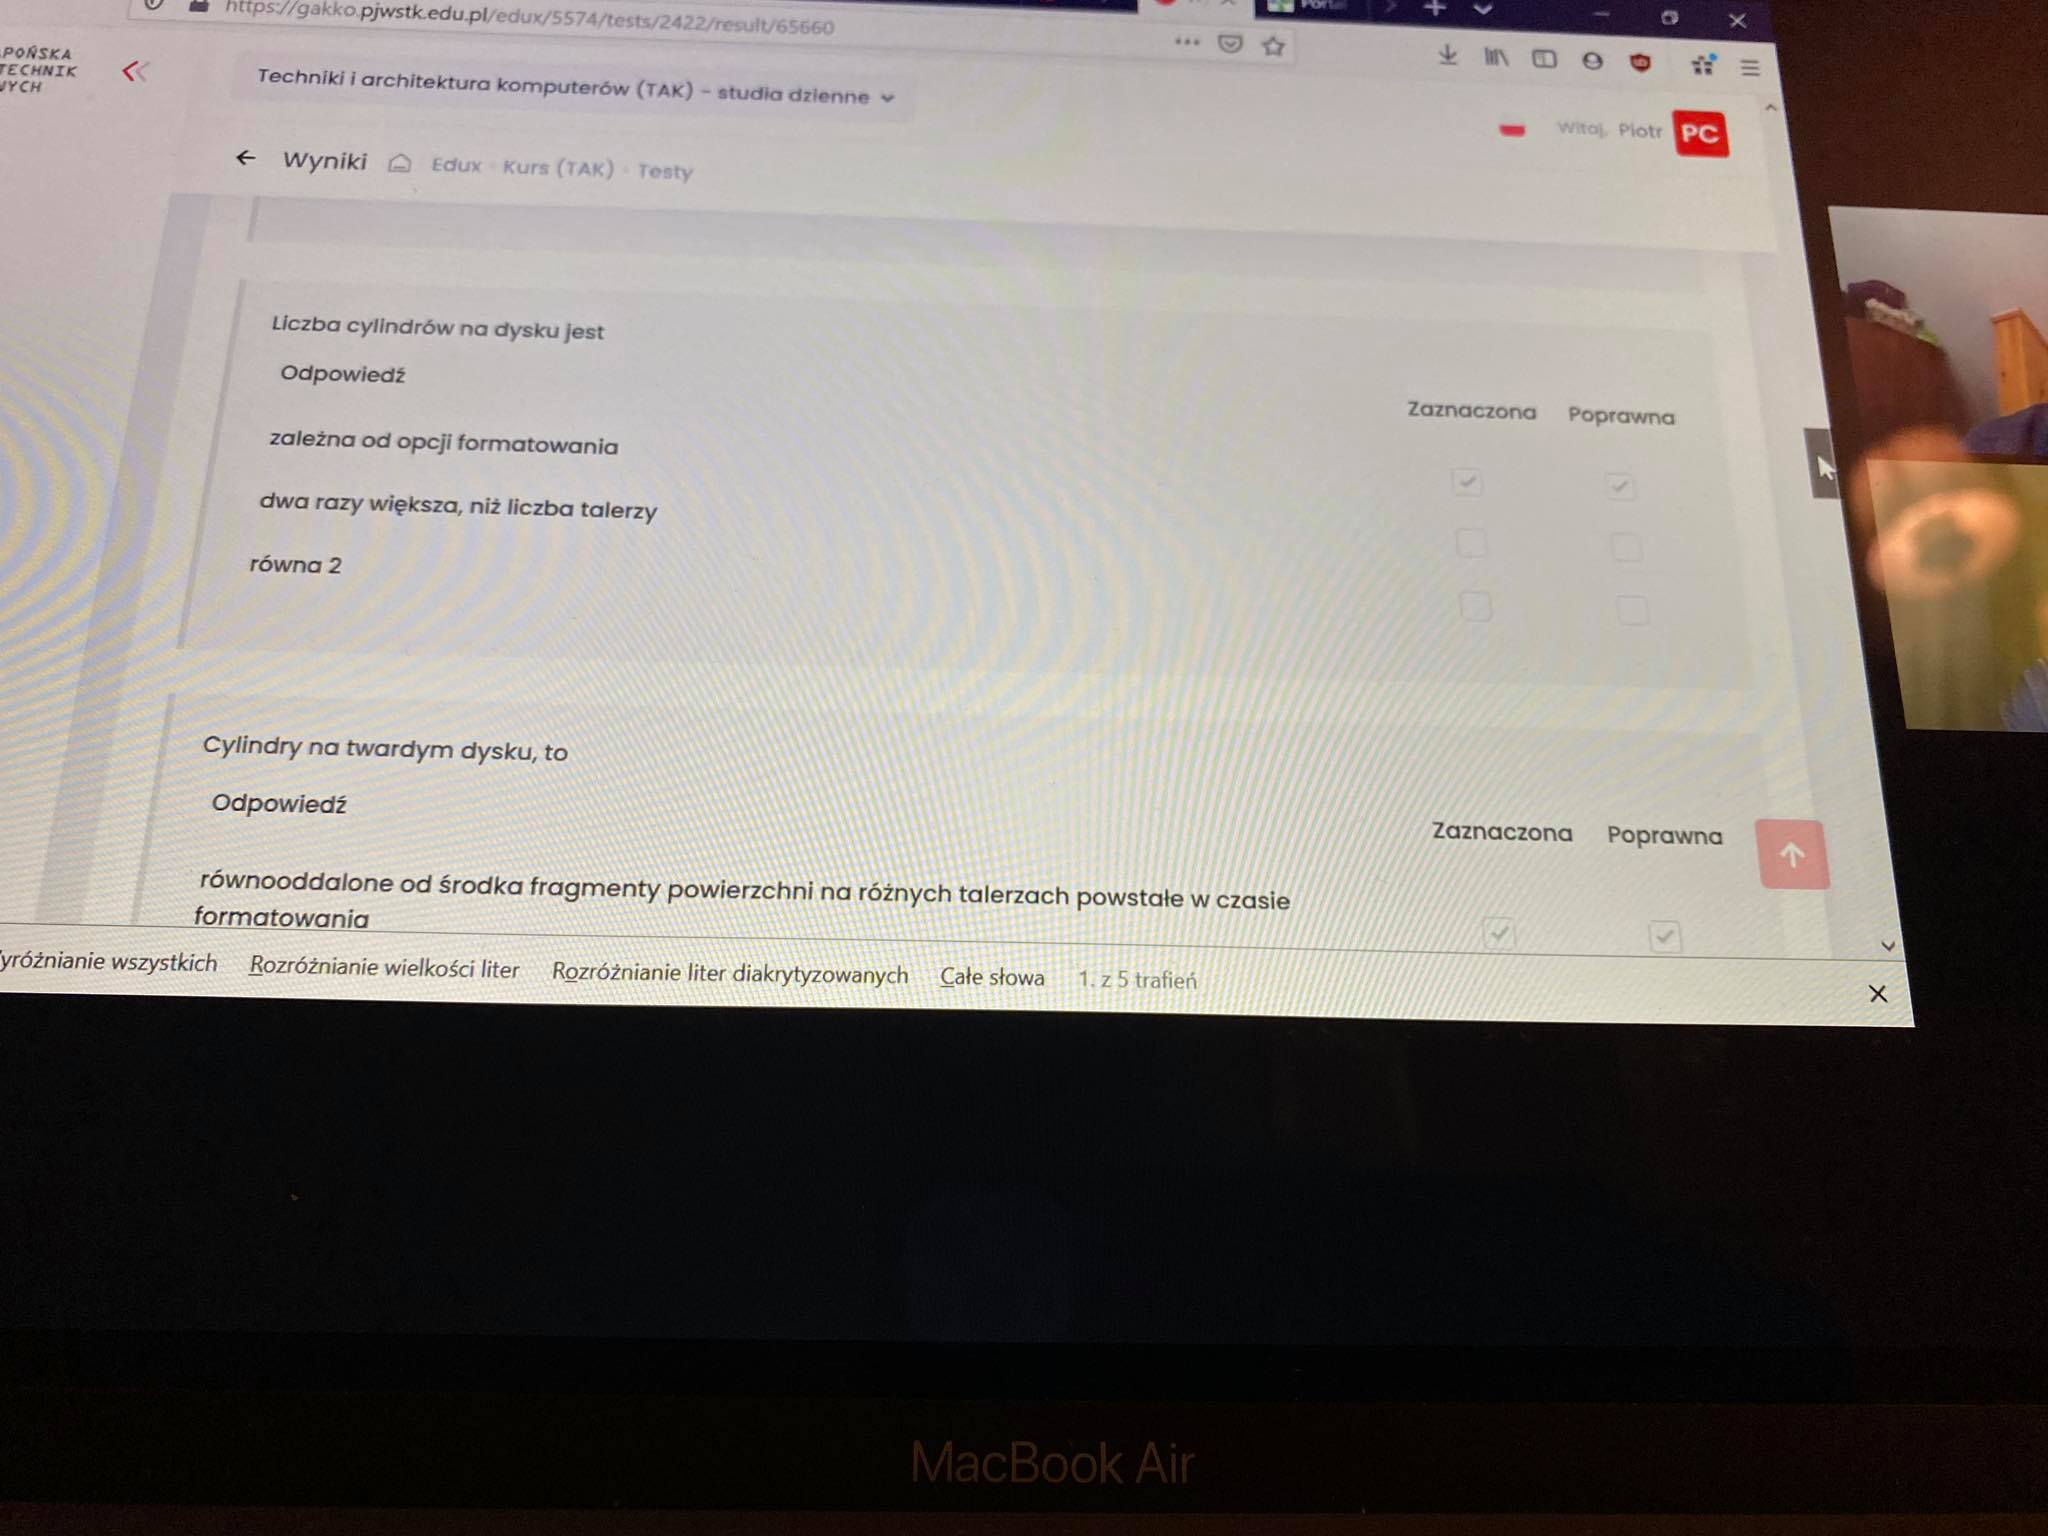 https://gakko.pjwstk.edu.pl/edux/5574/tests/2422/result/65660
POŃSKA
TECHNIK
WYCH
Techniki i architektura komputerów (TAK) - studia dzienne
Witaj, Piotr PC
Wyniki Edux · Kurs (TAK) · Testy
Liczba cylindrów na dysku jest
Odpowiedź
Zaznaczona Poprawna
zależna od opcji formatowania
dwa razy większa, niż liczba talerzy
równa 2
Cylindry na twardym dysku, to
Odpowiedź
Zaznaczona Poprawna
równooddalone od środka fragmenty powierzchni na różnych talerzach powstałe w czasie
formatowania
yróżnianie wszystkich Rozróżnianie wielkości liter Rozróżnianie liter diakrytyzowanych Całe słowa 1. z 5 trafień
MacBook Air